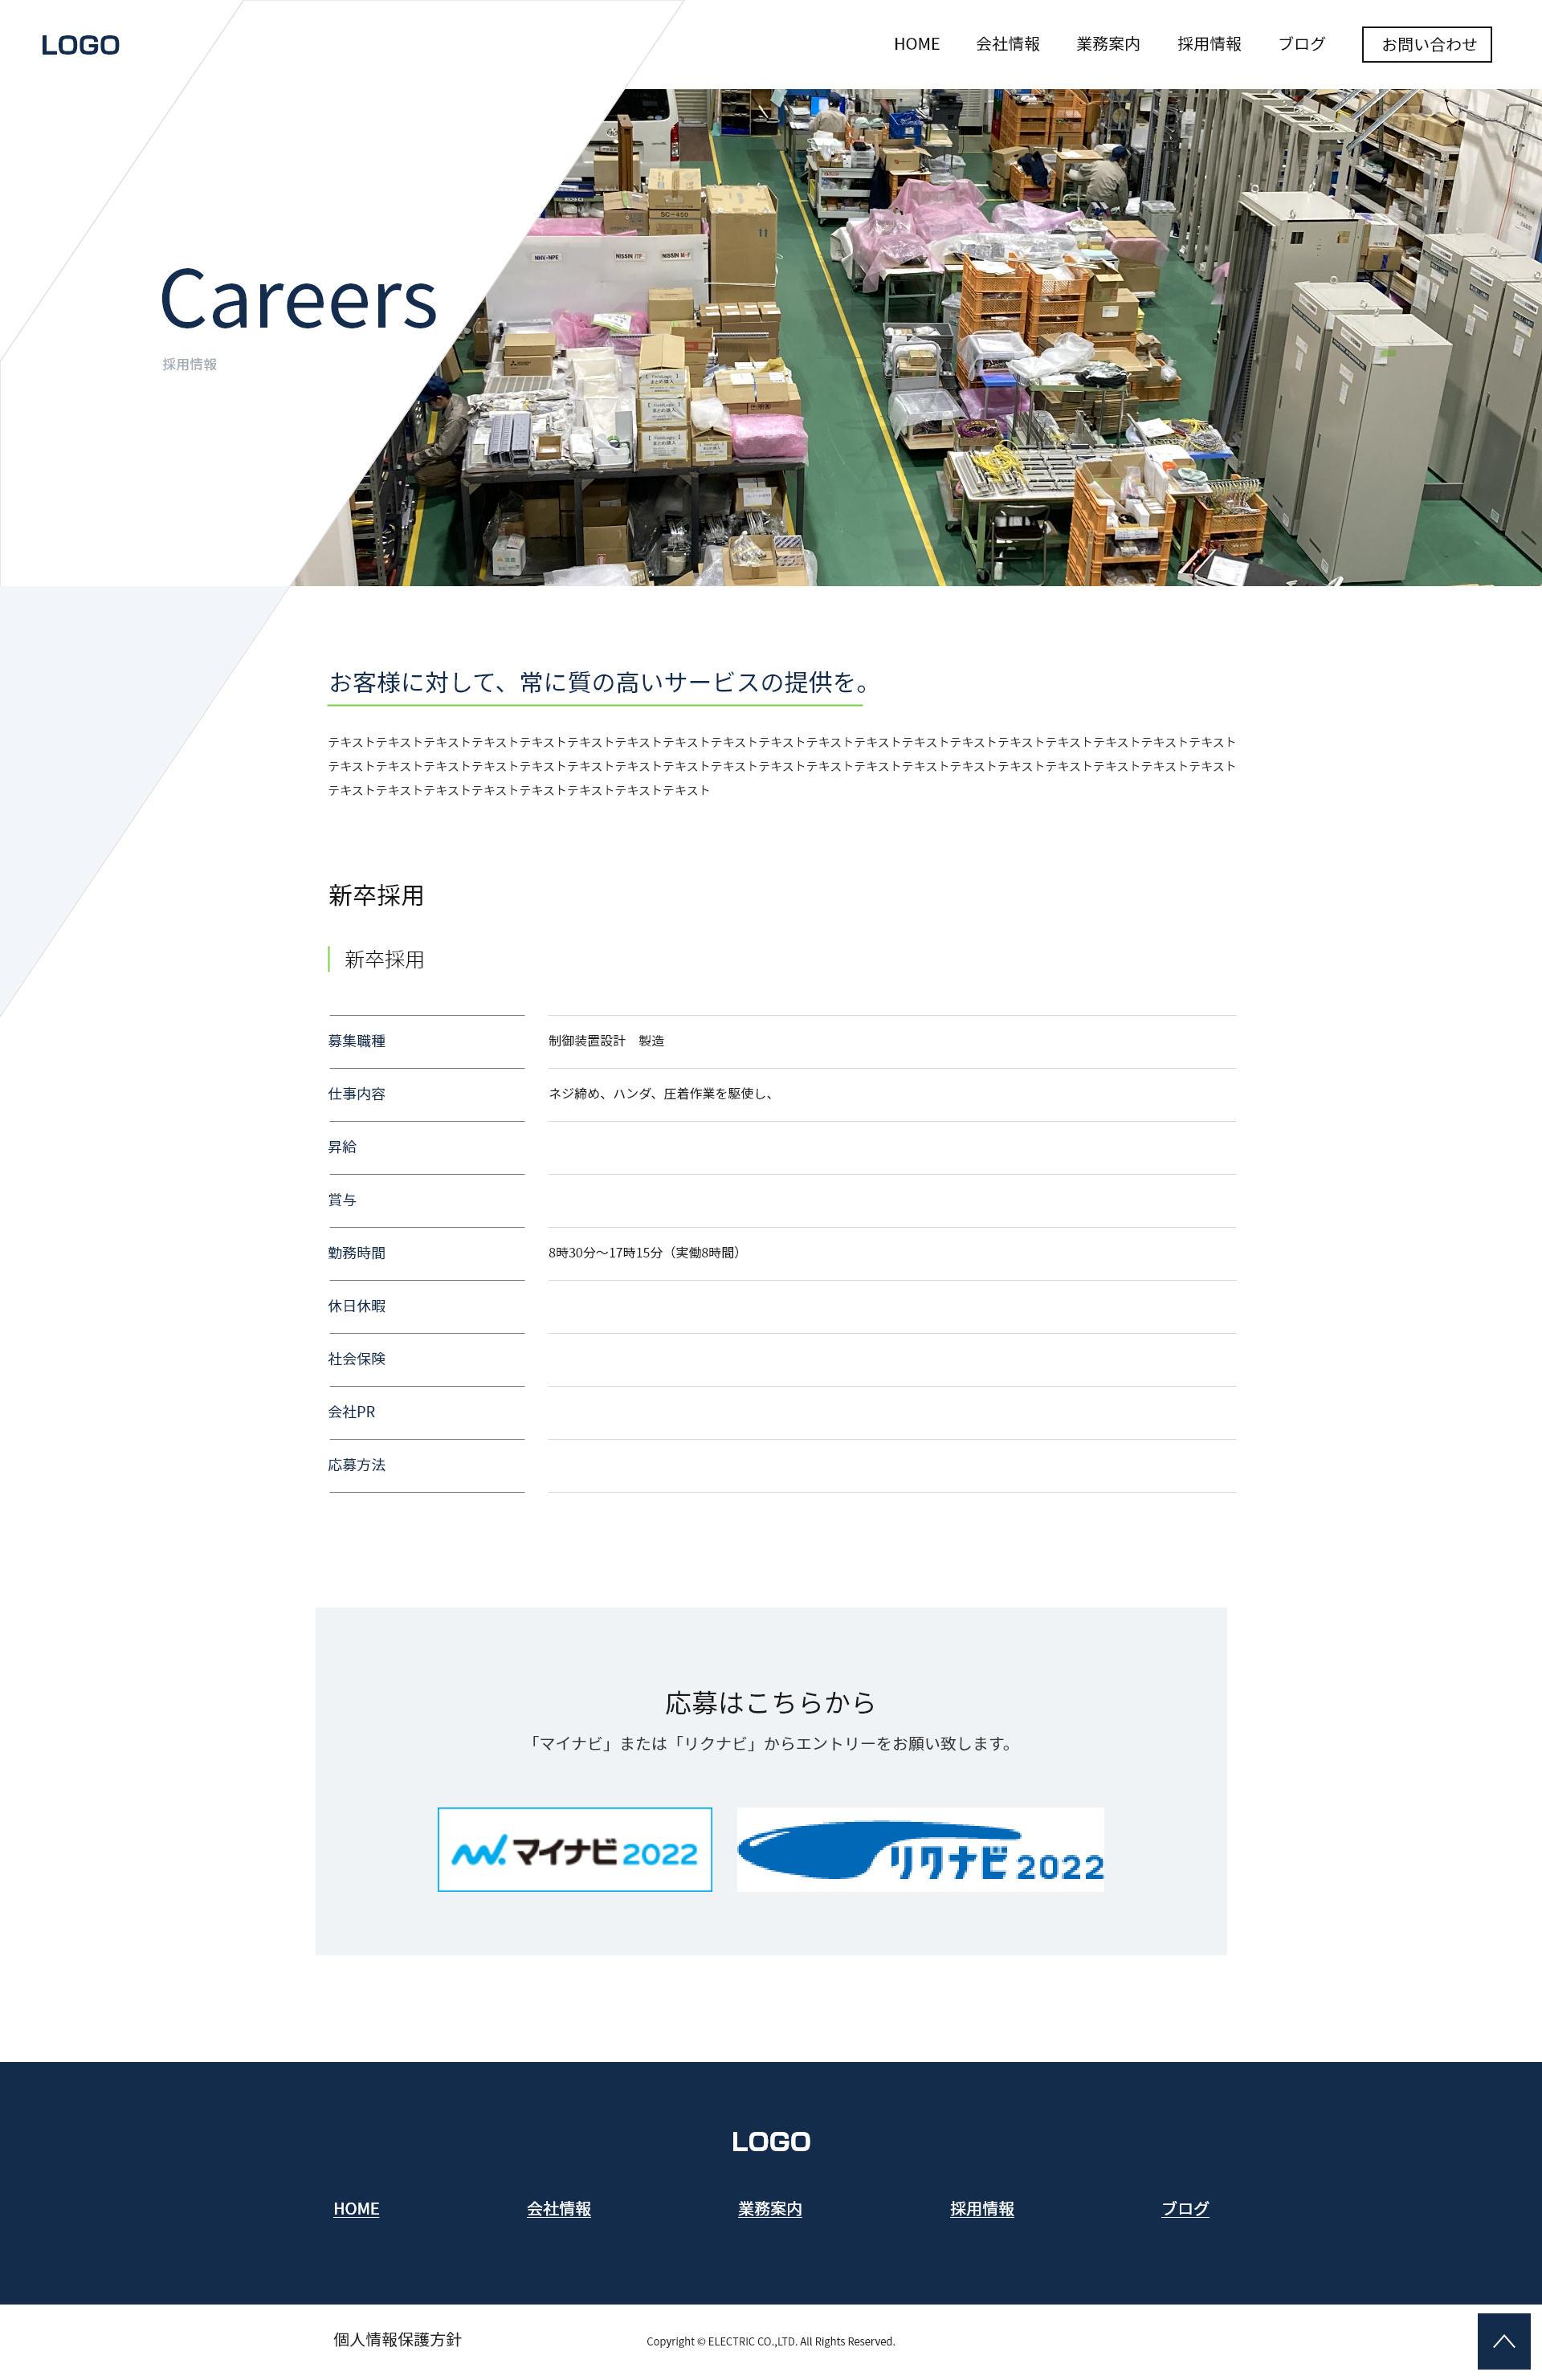 LOGO
HOME 会社情報 業務案内 採用情報 ブログ お問い合わせ
SC-450
NHV-NPE NISSIN ITF NISSIN M-F
Careers
採用情報
お客様に対して、常に質の高いサービスの提供を。
テキストテキストテキストテキストテキストテキストテキストテキストテキストテキストテキストテキストテキストテキストテキストテキストテキストテキストテキスト
テキストテキストテキストテキストテキストテキストテキストテキストテキストテキストテキストテキストテキストテキストテキストテキストテキストテキストテキスト
テキストテキストテキストテキストテキストテキストテキストテキスト
新卒採用
新卒採用
募集職種 制御装置設計　製造
仕事内容 ネジ締め、ハンダ、圧着作業を駆使し、
昇給
賞与
勤務時間 8時30分〜17時15分（実働8時間）
休日休暇
社会保険
会社PR
応募方法
応募はこちらから
「マイナビ」または「リクナビ」からエントリーをお願い致します。
マイナビ 2022
リクナビ 2022
LOGO
HOME 会社情報 業務案内 採用情報 ブログ
個人情報保護方針
Copyright © ELECTRIC CO.,LTD. All Rights Reserved.